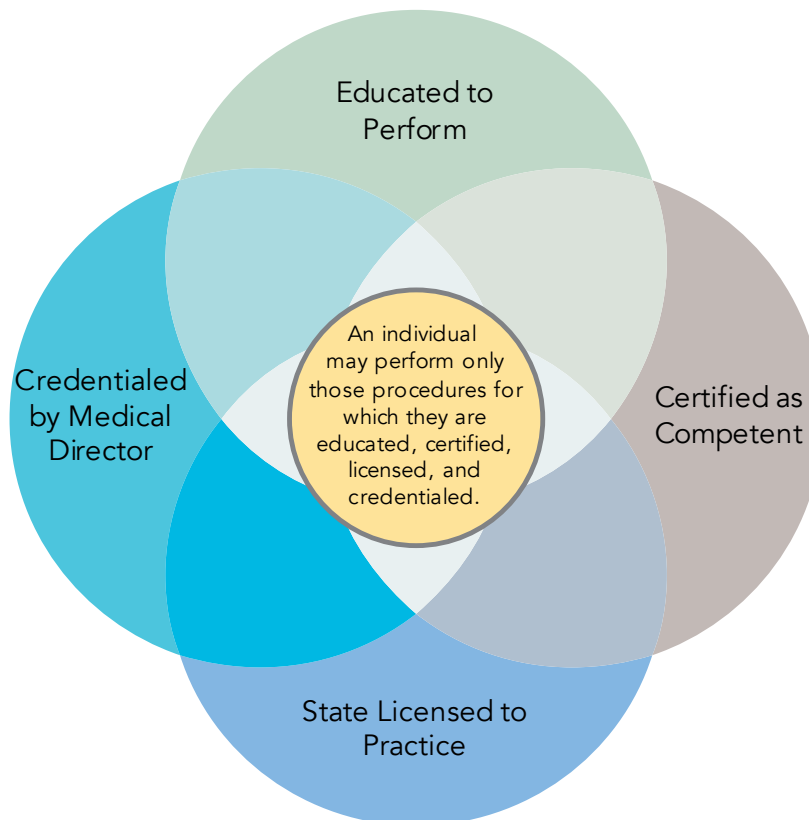 Educated to
Perform
Credentialed
by Medical
Director
An individual
may perform only
those procedures for
which they are
educated, certified,
licensed, and
credentialed.
Certified as
Competent
State Licensed to
Practice